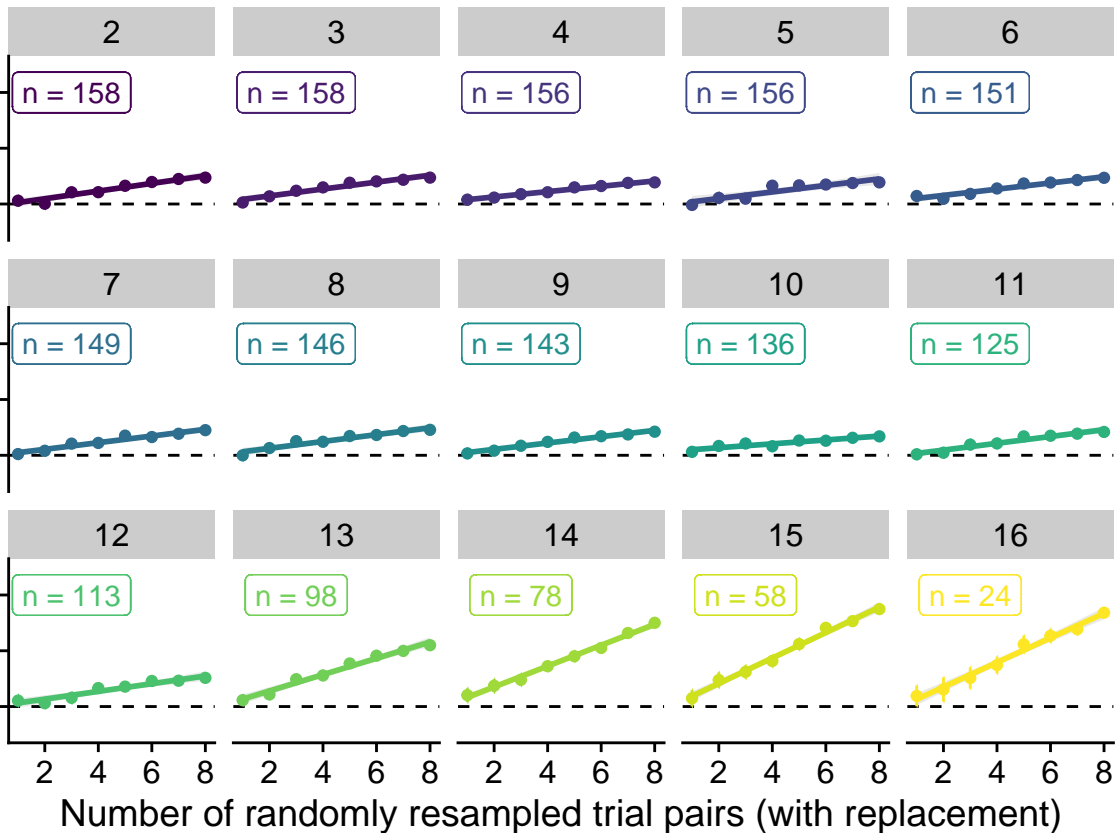 2 3 4 5 6
n = 158 n = 158 n = 156 n = 156 n = 151
7 8 9 10 11
n = 149 n = 146 n = 143 n = 136 n = 125
12 13 14 15 16
n = 113 n = 98 n = 78 n = 58 n = 24
2 4 6 8 2 4 6 8 2 4 6 8 2 4 6 8 2 4 6 8
Number of randomly resampled trial pairs (with replacement)